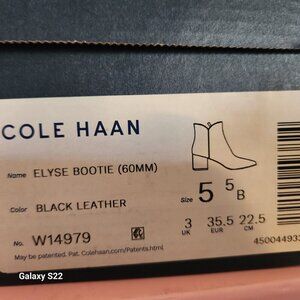 COLE HAAN
Name ELYSE BOOTIE (60MM)
Color BLACK LEATHER
Size 5 5 B
No. W14979
3 35.5 22.5
UK EUR CM
May be patented. Pat. Colehaan.com/Patents.html
45004493
Galaxy S22